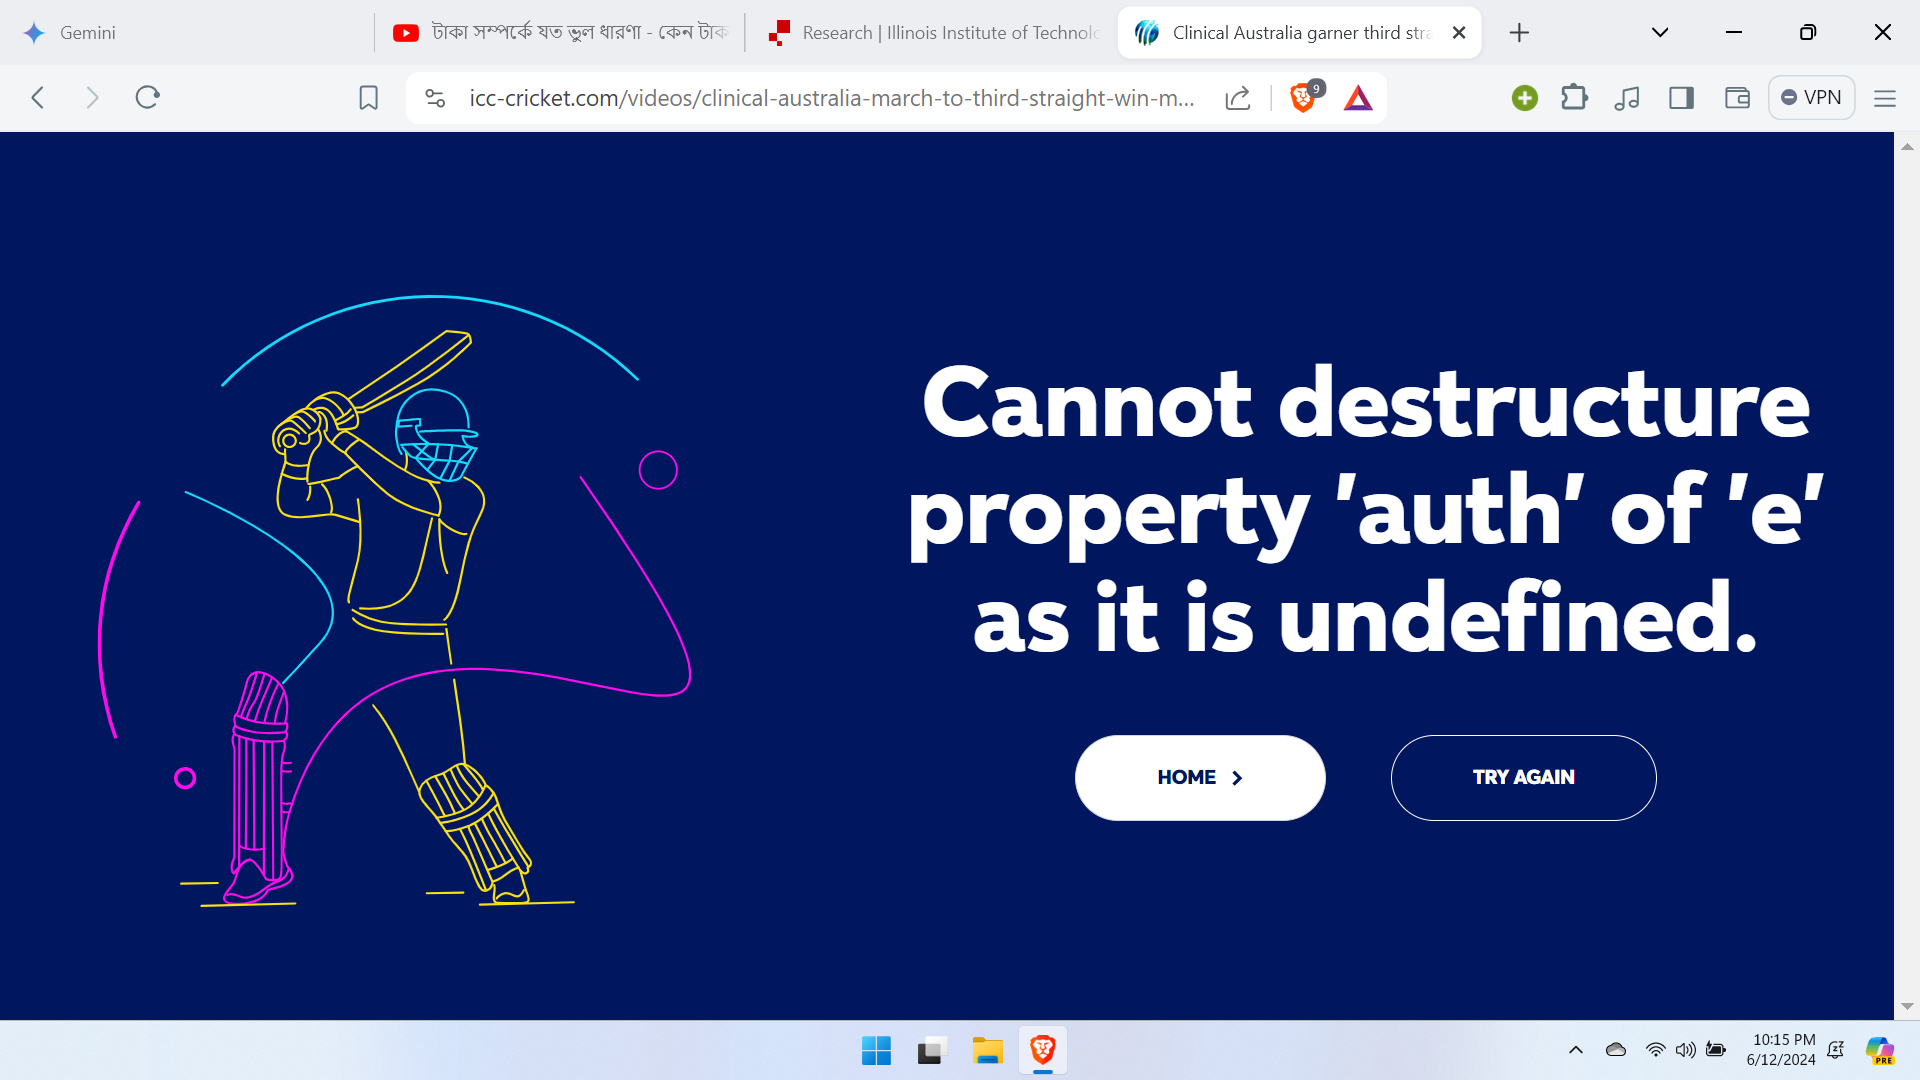 Gemini
টাকা সম্পর্কে যত ভুল ধারণা - কেন টাক
Research | Illinois Institute of Technolo
Clinical Australia garner third stra
icc-cricket.com/videos/clinical-australia-march-to-third-straight-win-m...
9
VPN
Cannot destructure
property 'auth' of 'e'
as it is undefined.
HOME
TRY AGAIN
10:15 PM
6/12/2024
PRE